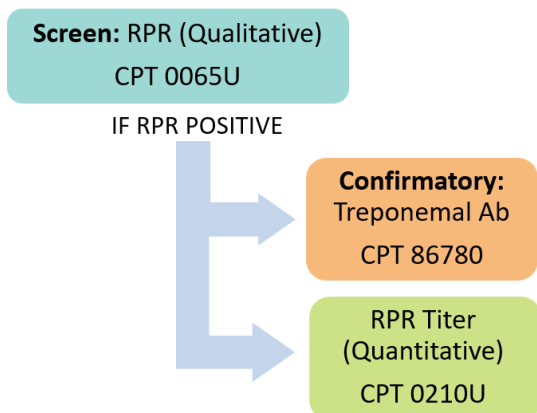 Screen: RPR (Qualitative)
CPT 0065U
IF RPR POSITIVE
Confirmatory:
Treponemal Ab
CPT 86780
RPR Titer
(Quantitative)
CPT 0210U